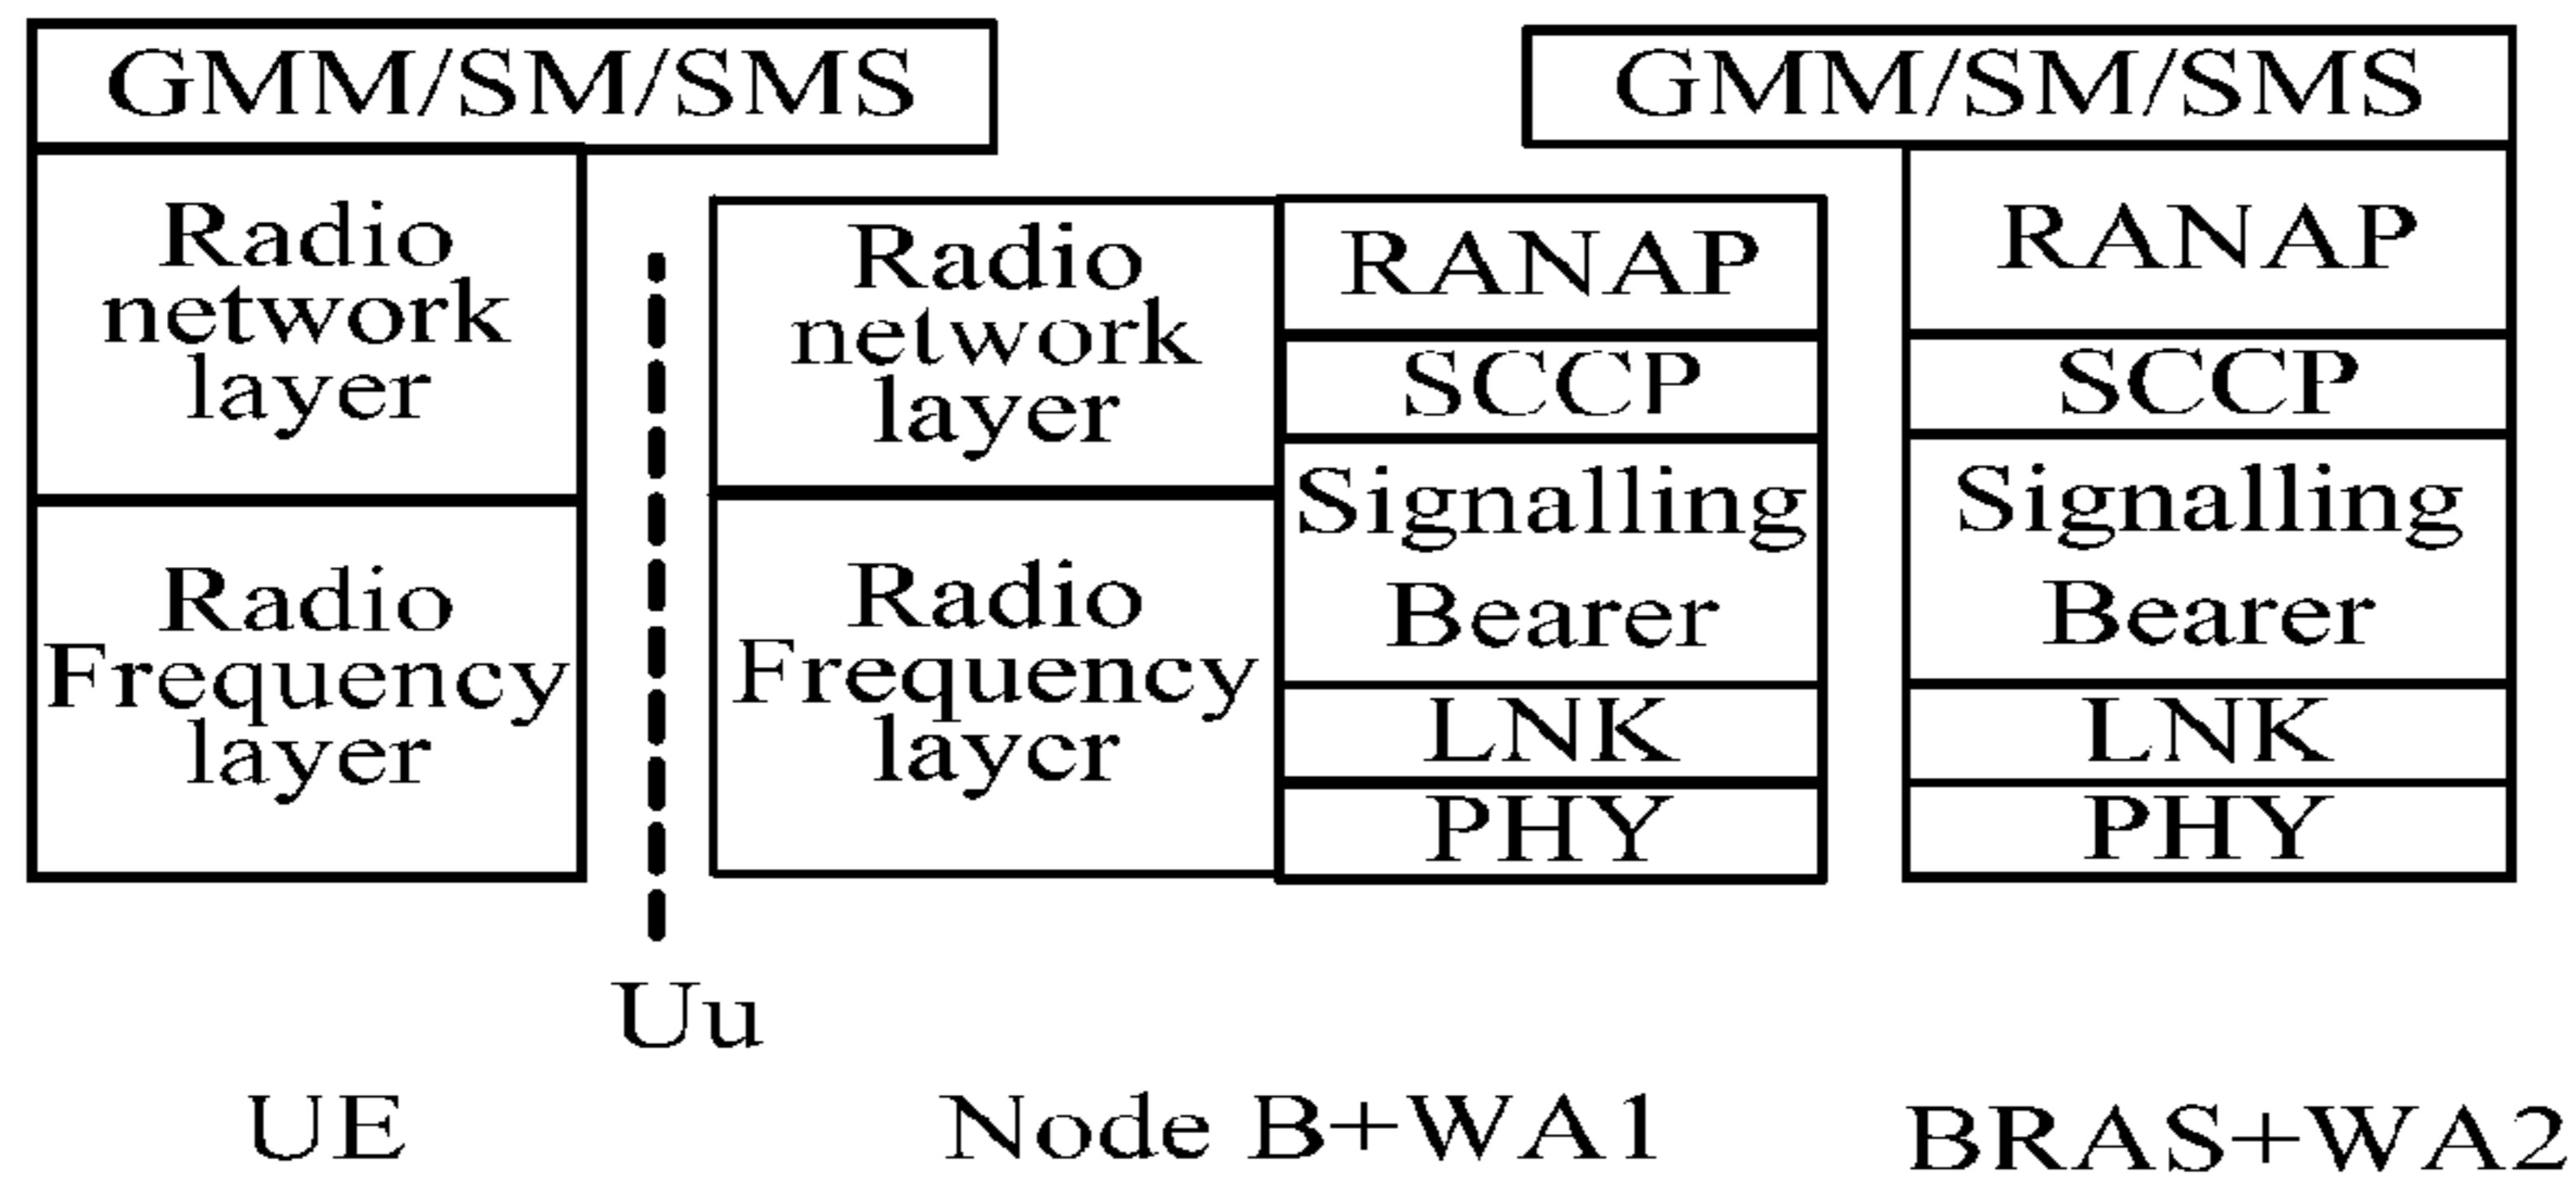 GMM/SM/SMS
Radio
network
layer
Radio
Frequency
layer
Uu
UE
Radio
network
layer
Radio
Frequency
laycr
RANAP
SCCP
Signalling
Bearer
LNK
PHY
Node B+WA1
GMM/SM/SMS
RANAP
SCCP
Signalling
Bearer
LNK
PHY
BRAS+WA2